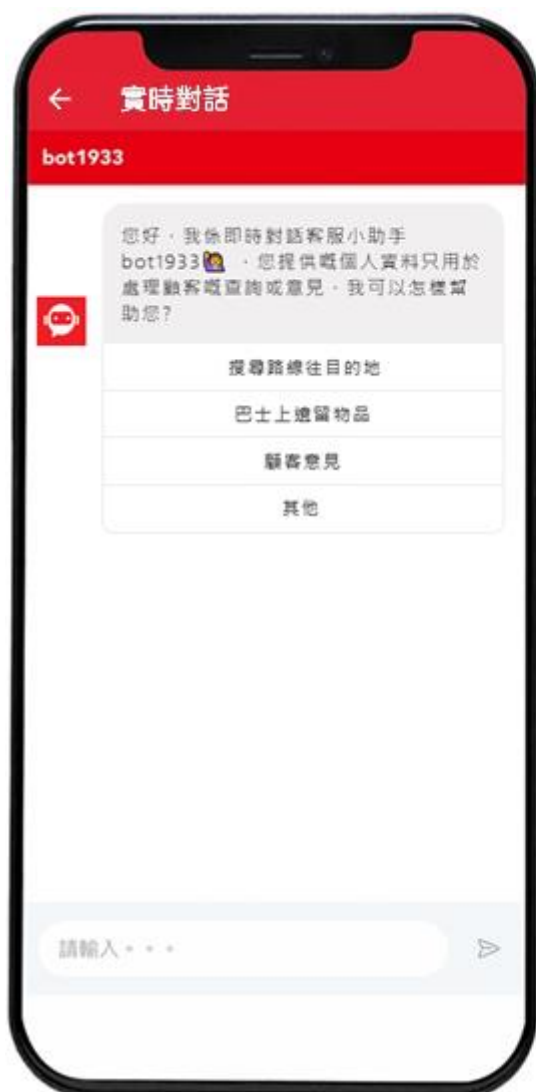 實時對話
bot1933
您好，我係即時對話客服小助手
bot1933🙋，您提供嘅個人資料只用於
處理顧客嘅查詢或意見。我可以怎樣幫
助您？
搜尋路線往目的地
巴士上遺留物品
顧客意見
其他
請輸入。。。